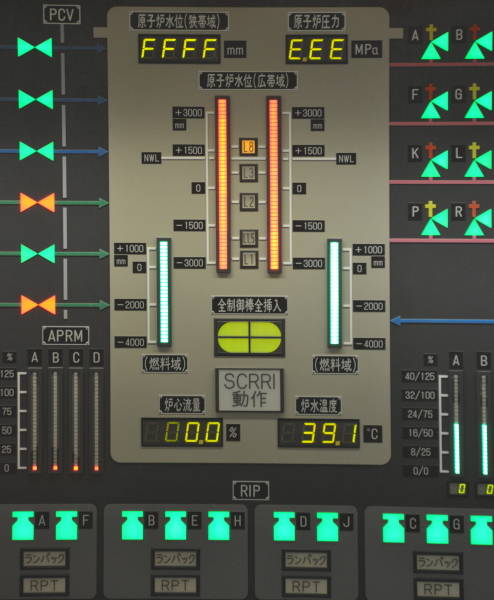 PCV
原子炉水位(狭帯域)
原子炉圧力
FFFF mm
E.EE MPa
A B
原子炉水位(広帯域)
+3000 mm
+3000 mm
F G
NWL +1500 L8 +1500 NWL
L3
K L
0 0
L2
P R
-1500 -1500
L1.5
+1000 mm
-3000 L1 -3000
+1000 mm
0 0
-2000 全制御棒全挿入 -2000
APRM
-4000 -4000
% A B C D
(燃料域) (燃料域)
% A B
125
100
75
50
25
0
SCRRI
動作
40/125
32/100
24/75
16/50
8/25
0/0
炉心流量 炉水温度
00.0 %
39.1 °C
0 0
RIP
A F B E H D J C G
ランバック ランバック ランバック ランバック
RPT RPT RPT RPT